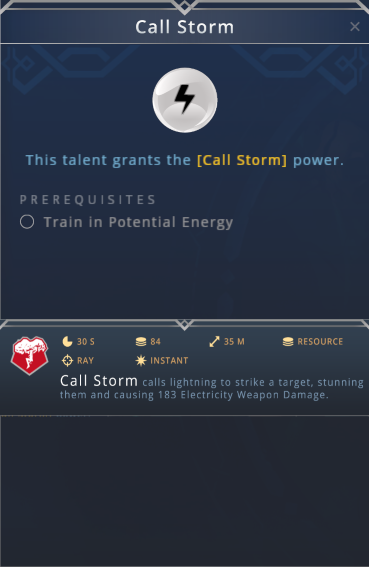 Call Storm
This talent grants the [Call Storm] power.
PREREQUISITES
Train in Potential Energy
30 S 84 35 M RESOURCE
RAY INSTANT
Call Storm calls lightning to strike a target, stunning
them and causing 183 Electricity Weapon Damage.